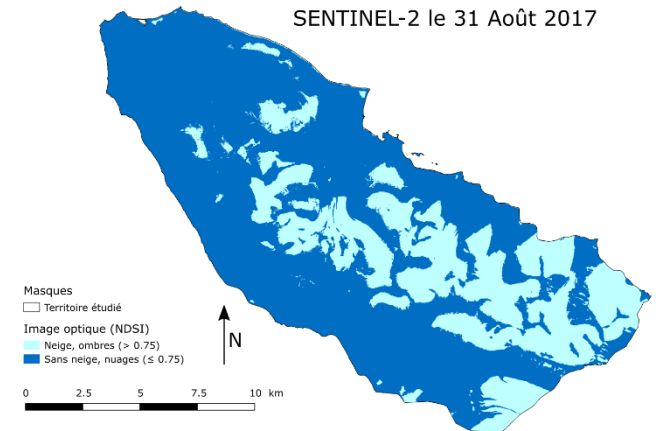 SENTINEL-2 le 31 Août 2017
Masques
Territoire étudié
Image optique (NDSI)
Neige, ombres (> 0.75)
Sans neige, nuages (≤ 0.75)
N
0 2.5 5 7.5 10 km